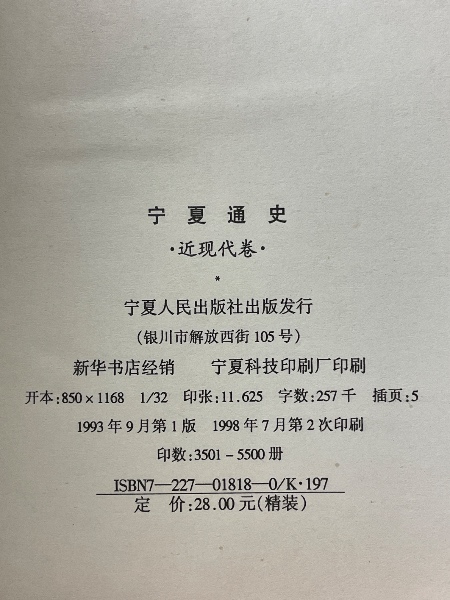 宁夏通史
·近现代卷·
*
宁夏人民出版社出版发行
(银川市解放西街105号)
新华书店经销 宁夏科技印刷厂印刷
开本:850×1168 1/32 印张:11.625 字数:257千 插页:5
1993年9月第1版 1998年7月第2次印刷
印数:3501-5500册
ISBN7—227—01818—0/K·197
定 价:28.00元(精装)